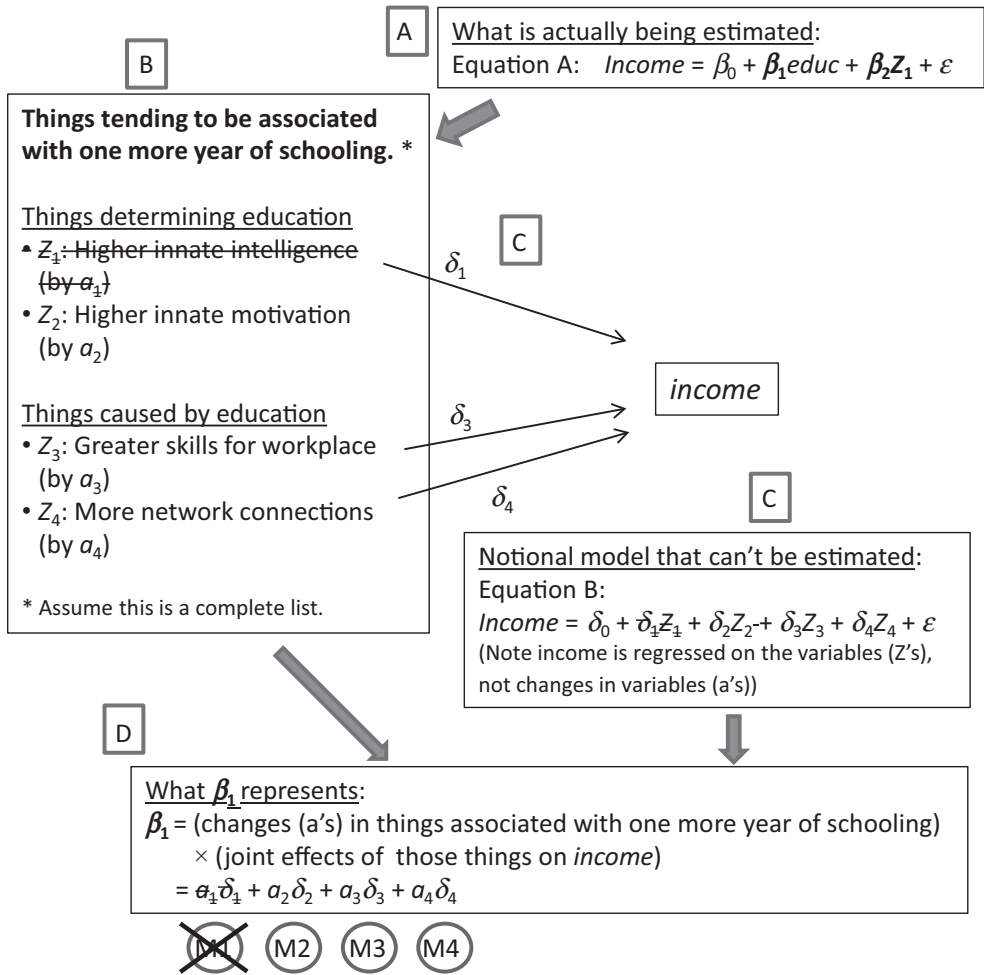 A
What is actually being estimated:
Equation A: Income = β₀ + β₁educ + β₂Z₁ + ε
B
Things tending to be associated
with one more year of schooling. *
Things determining education
• Z₁: Higher innate intelligence
(by a₁)
• Z₂: Higher innate motivation
(by a₂)
Things caused by education
• Z₃: Greater skills for workplace
(by a₃)
• Z₄: More network connections
(by a₄)
* Assume this is a complete list.
C
δ₁
δ₃
δ₄
income
C
Notional model that can’t be estimated:
Equation B:
Income = δ₀ + δ₁Z₁ + δ₂Z₂ + δ₃Z₃ + δ₄Z₄ + ε
(Note income is regressed on the variables (Z’s),
not changes in variables (a’s))
D
What β₁ represents:
β₁ = (changes (a’s) in things associated with one more year of schooling)
× (joint effects of those things on income)
= a₁δ₁ + a₂δ₂ + a₃δ₃ + a₄δ₄
M1 M2 M3 M4